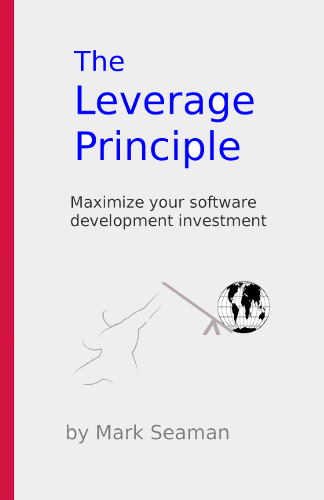 The
Leverage
Principle
Maximize your software
development investment
by Mark Seaman